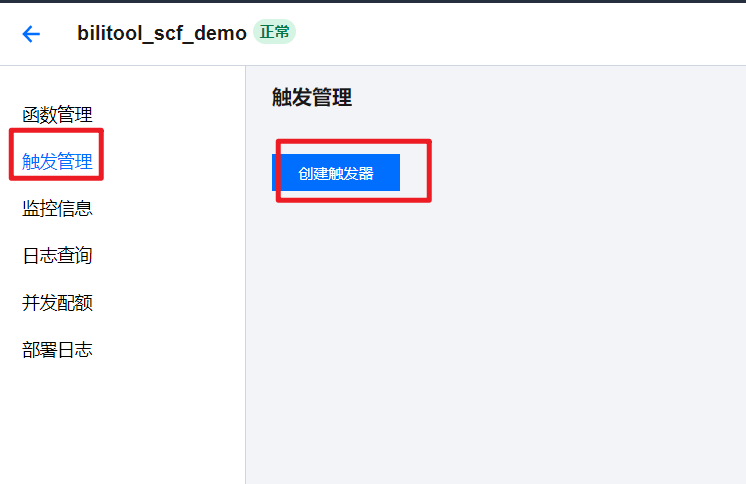 bilitool_scf_demo 正常
函数管理
触发管理
监控信息
日志查询
并发配额
部署日志
触发管理
创建触发器